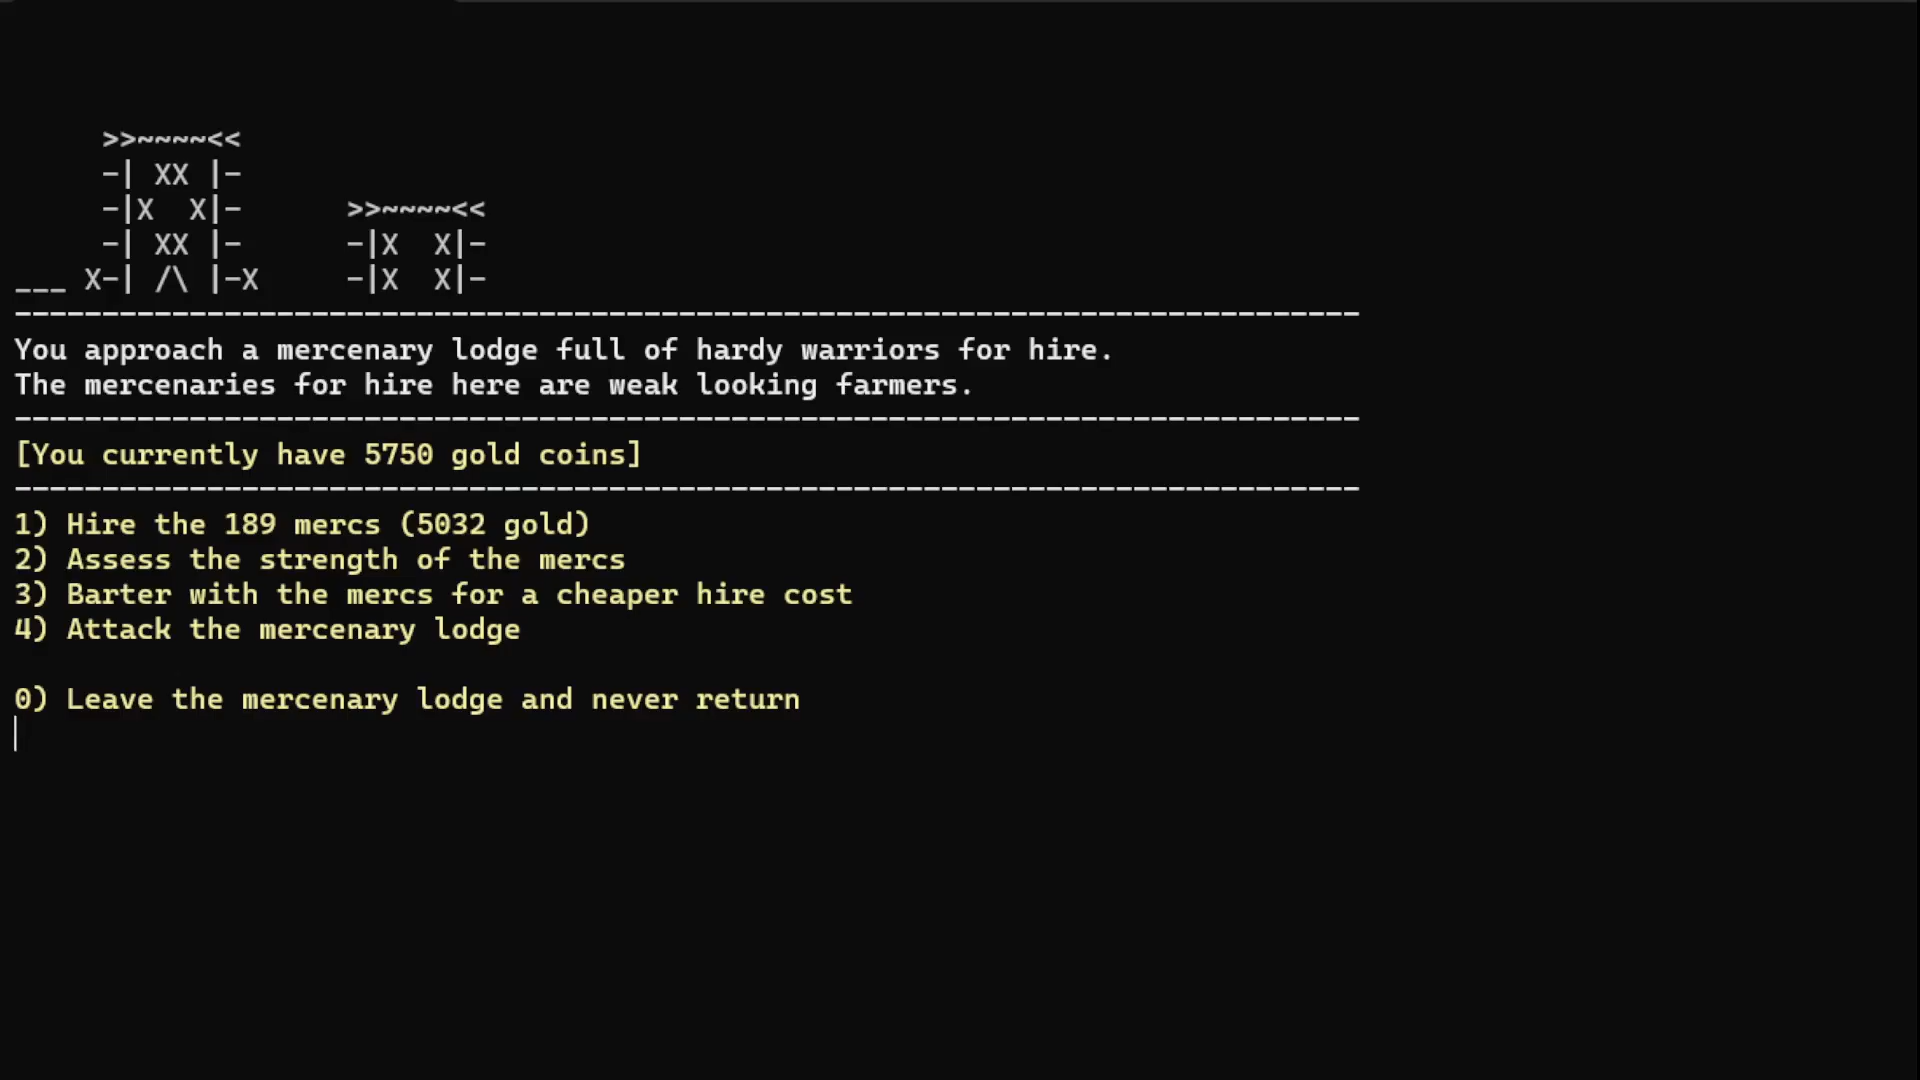 >>~~~~<<
     -| XX |-
     -|X  X|-      >>~~~~<<
     -| XX |-      -|X  X|-
___ X-| /\ |-X     -|X  X|-
-----------------------------------------------------------------------------
You approach a mercenary lodge full of hardy warriors for hire.
The mercenaries for hire here are weak looking farmers.
-----------------------------------------------------------------------------
[You currently have 5750 gold coins]
-----------------------------------------------------------------------------
1) Hire the 189 mercs (5032 gold)
2) Assess the strength of the mercs
3) Barter with the mercs for a cheaper hire cost
4) Attack the mercenary lodge

0) Leave the mercenary lodge and never return